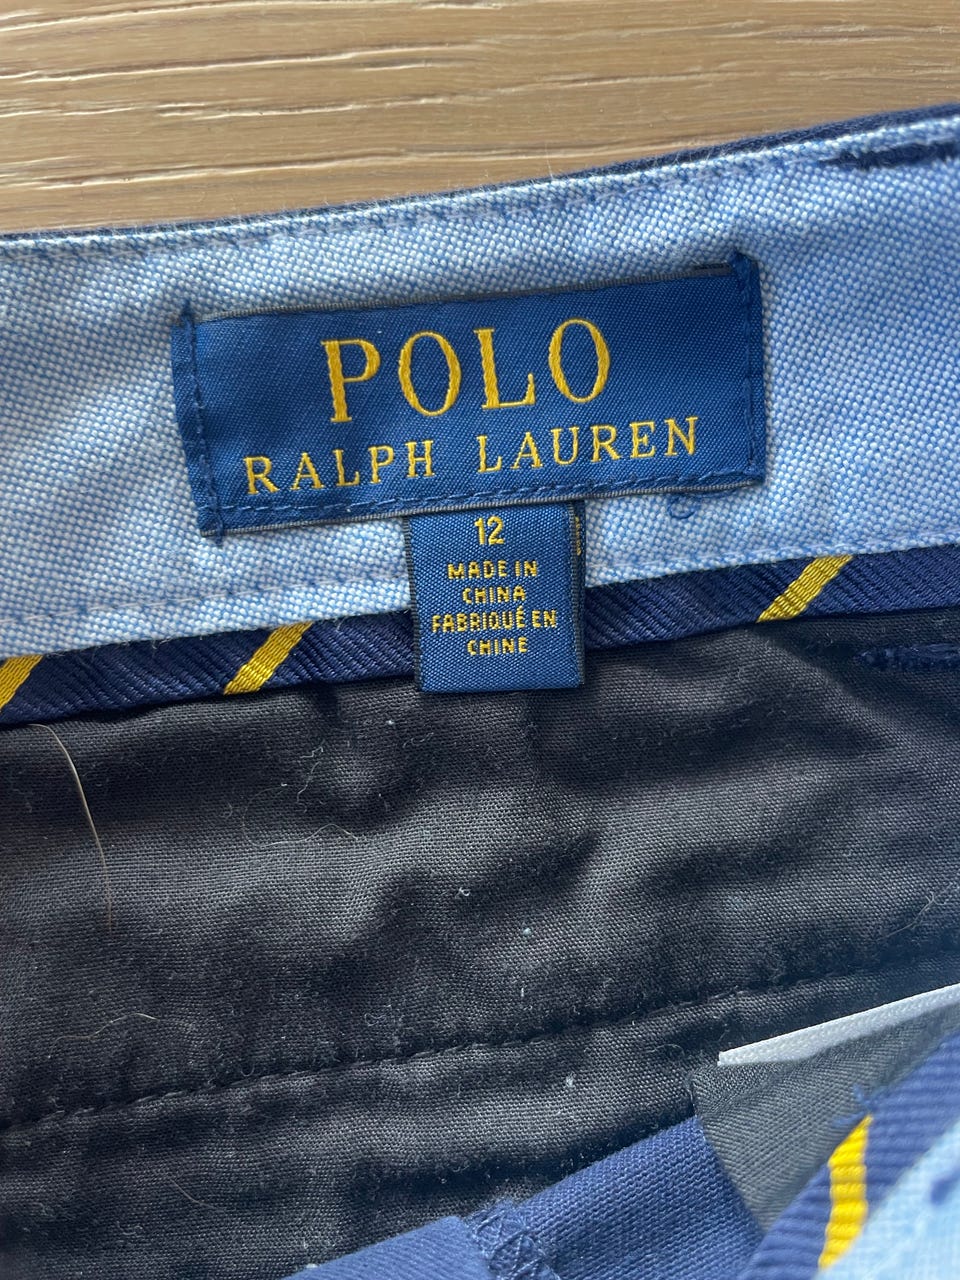 POLO
RALPH LAUREN
12
MADE IN
CHINA
FABRIQUÉ EN
CHINE